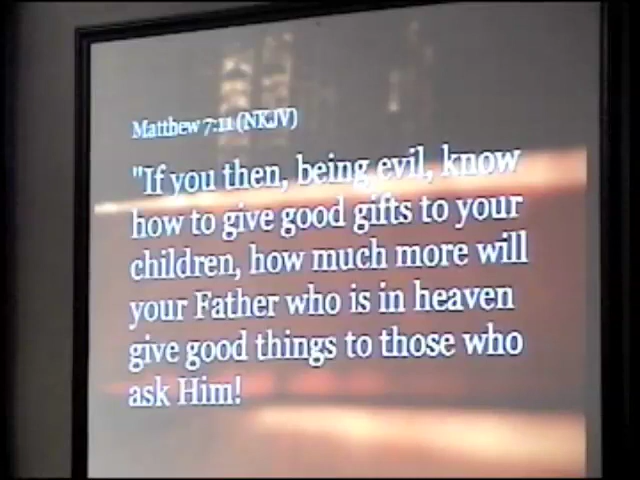 Matthew 7:11 (NKJV)
"If you then, being evil, know
how to give good gifts to your
children, how much more will
your Father who is in heaven
give good things to those who
ask Him!